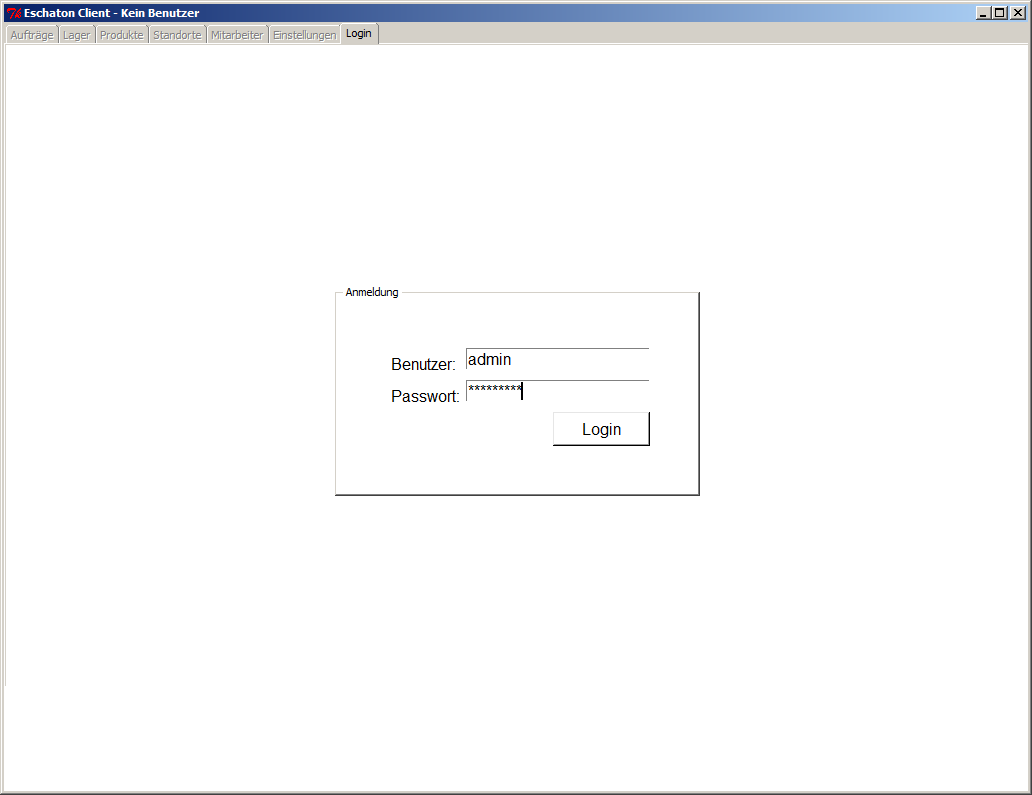 Eschaton Client - Kein Benutzer
Aufträge Lager Produkte Standorte Mitarbeiter Einstellungen Login
Anmeldung
Benutzer: admin
Passwort: *********
Login